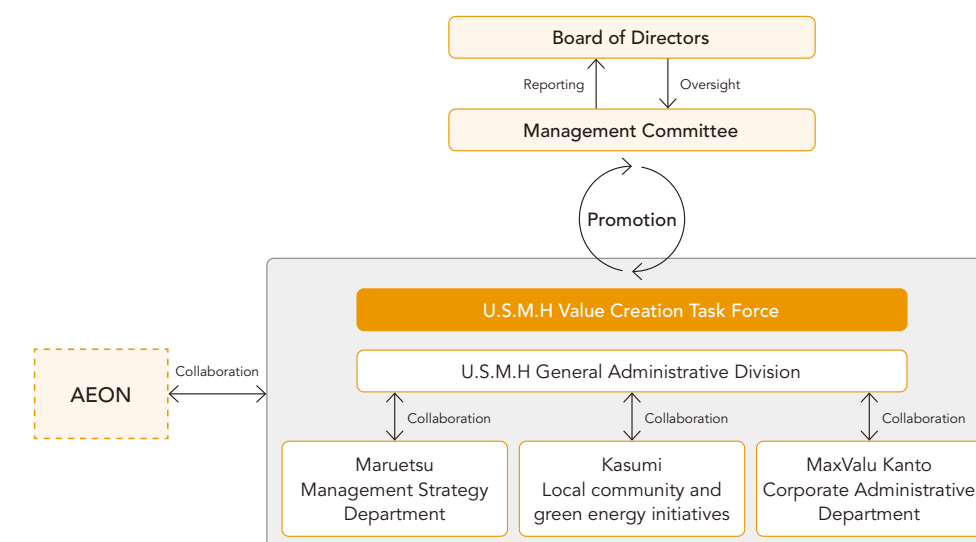 Board of Directors
Reporting
Oversight
Management Committee
Promotion
U.S.M.H Value Creation Task Force
U.S.M.H General Administrative Division
AEON
Collaboration
Collaboration
Collaboration
Collaboration
Maruetsu
Management Strategy
Department
Kasumi
Local community and
green energy initiatives
MaxValu Kanto
Corporate Administrative
Department